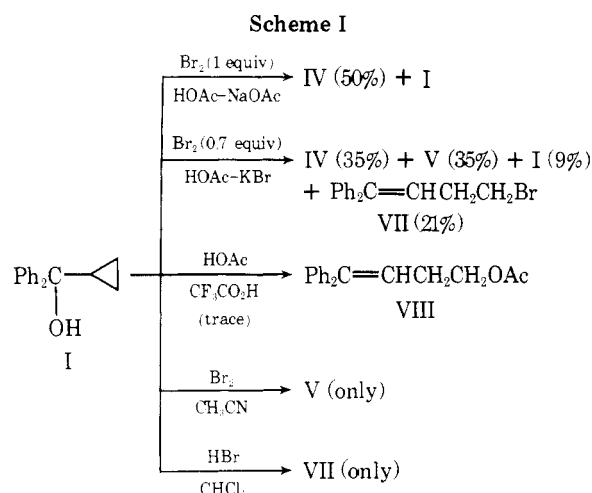 Scheme I
Br₂ (1 equiv)
HOAc–NaOAc
IV (50%) + I
Br₂ (0.7 equiv)
HOAc–KBr
IV (35%) + V (35%) + I (9%)
+ Ph₂C=CHCH₂CH₂Br
VII (21%)
Ph₂C
OH
I
HOAc
CF₃CO₂H
(trace)
Ph₂C=CHCH₂CH₂OAc
VIII
Br₂
CH₃CN
V (only)
HBr
CHCl₃
VII (only)